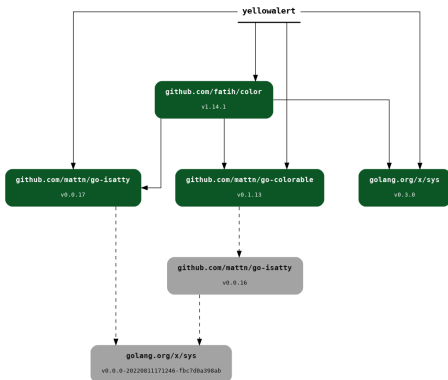 yellowalert
github.com/fatih/color
v1.14.1
github.com/mattn/go-isatty
v0.0.17
github.com/mattn/go-colorable
v0.1.13
golang.org/x/sys
v0.3.0
github.com/mattn/go-isatty
v0.0.16
golang.org/x/sys
v0.0.0-20220811171246-fbc7d0a398ab